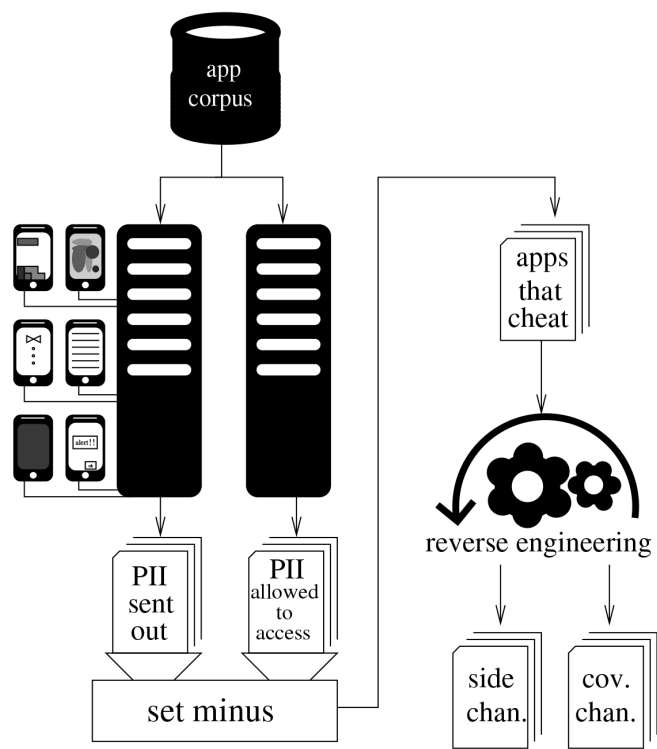 app
corpus
alert!!
ok
PII
sent
out
PII
allowed
to
access
set minus
apps
that
cheat
reverse engineering
side
chan.
cov.
chan.